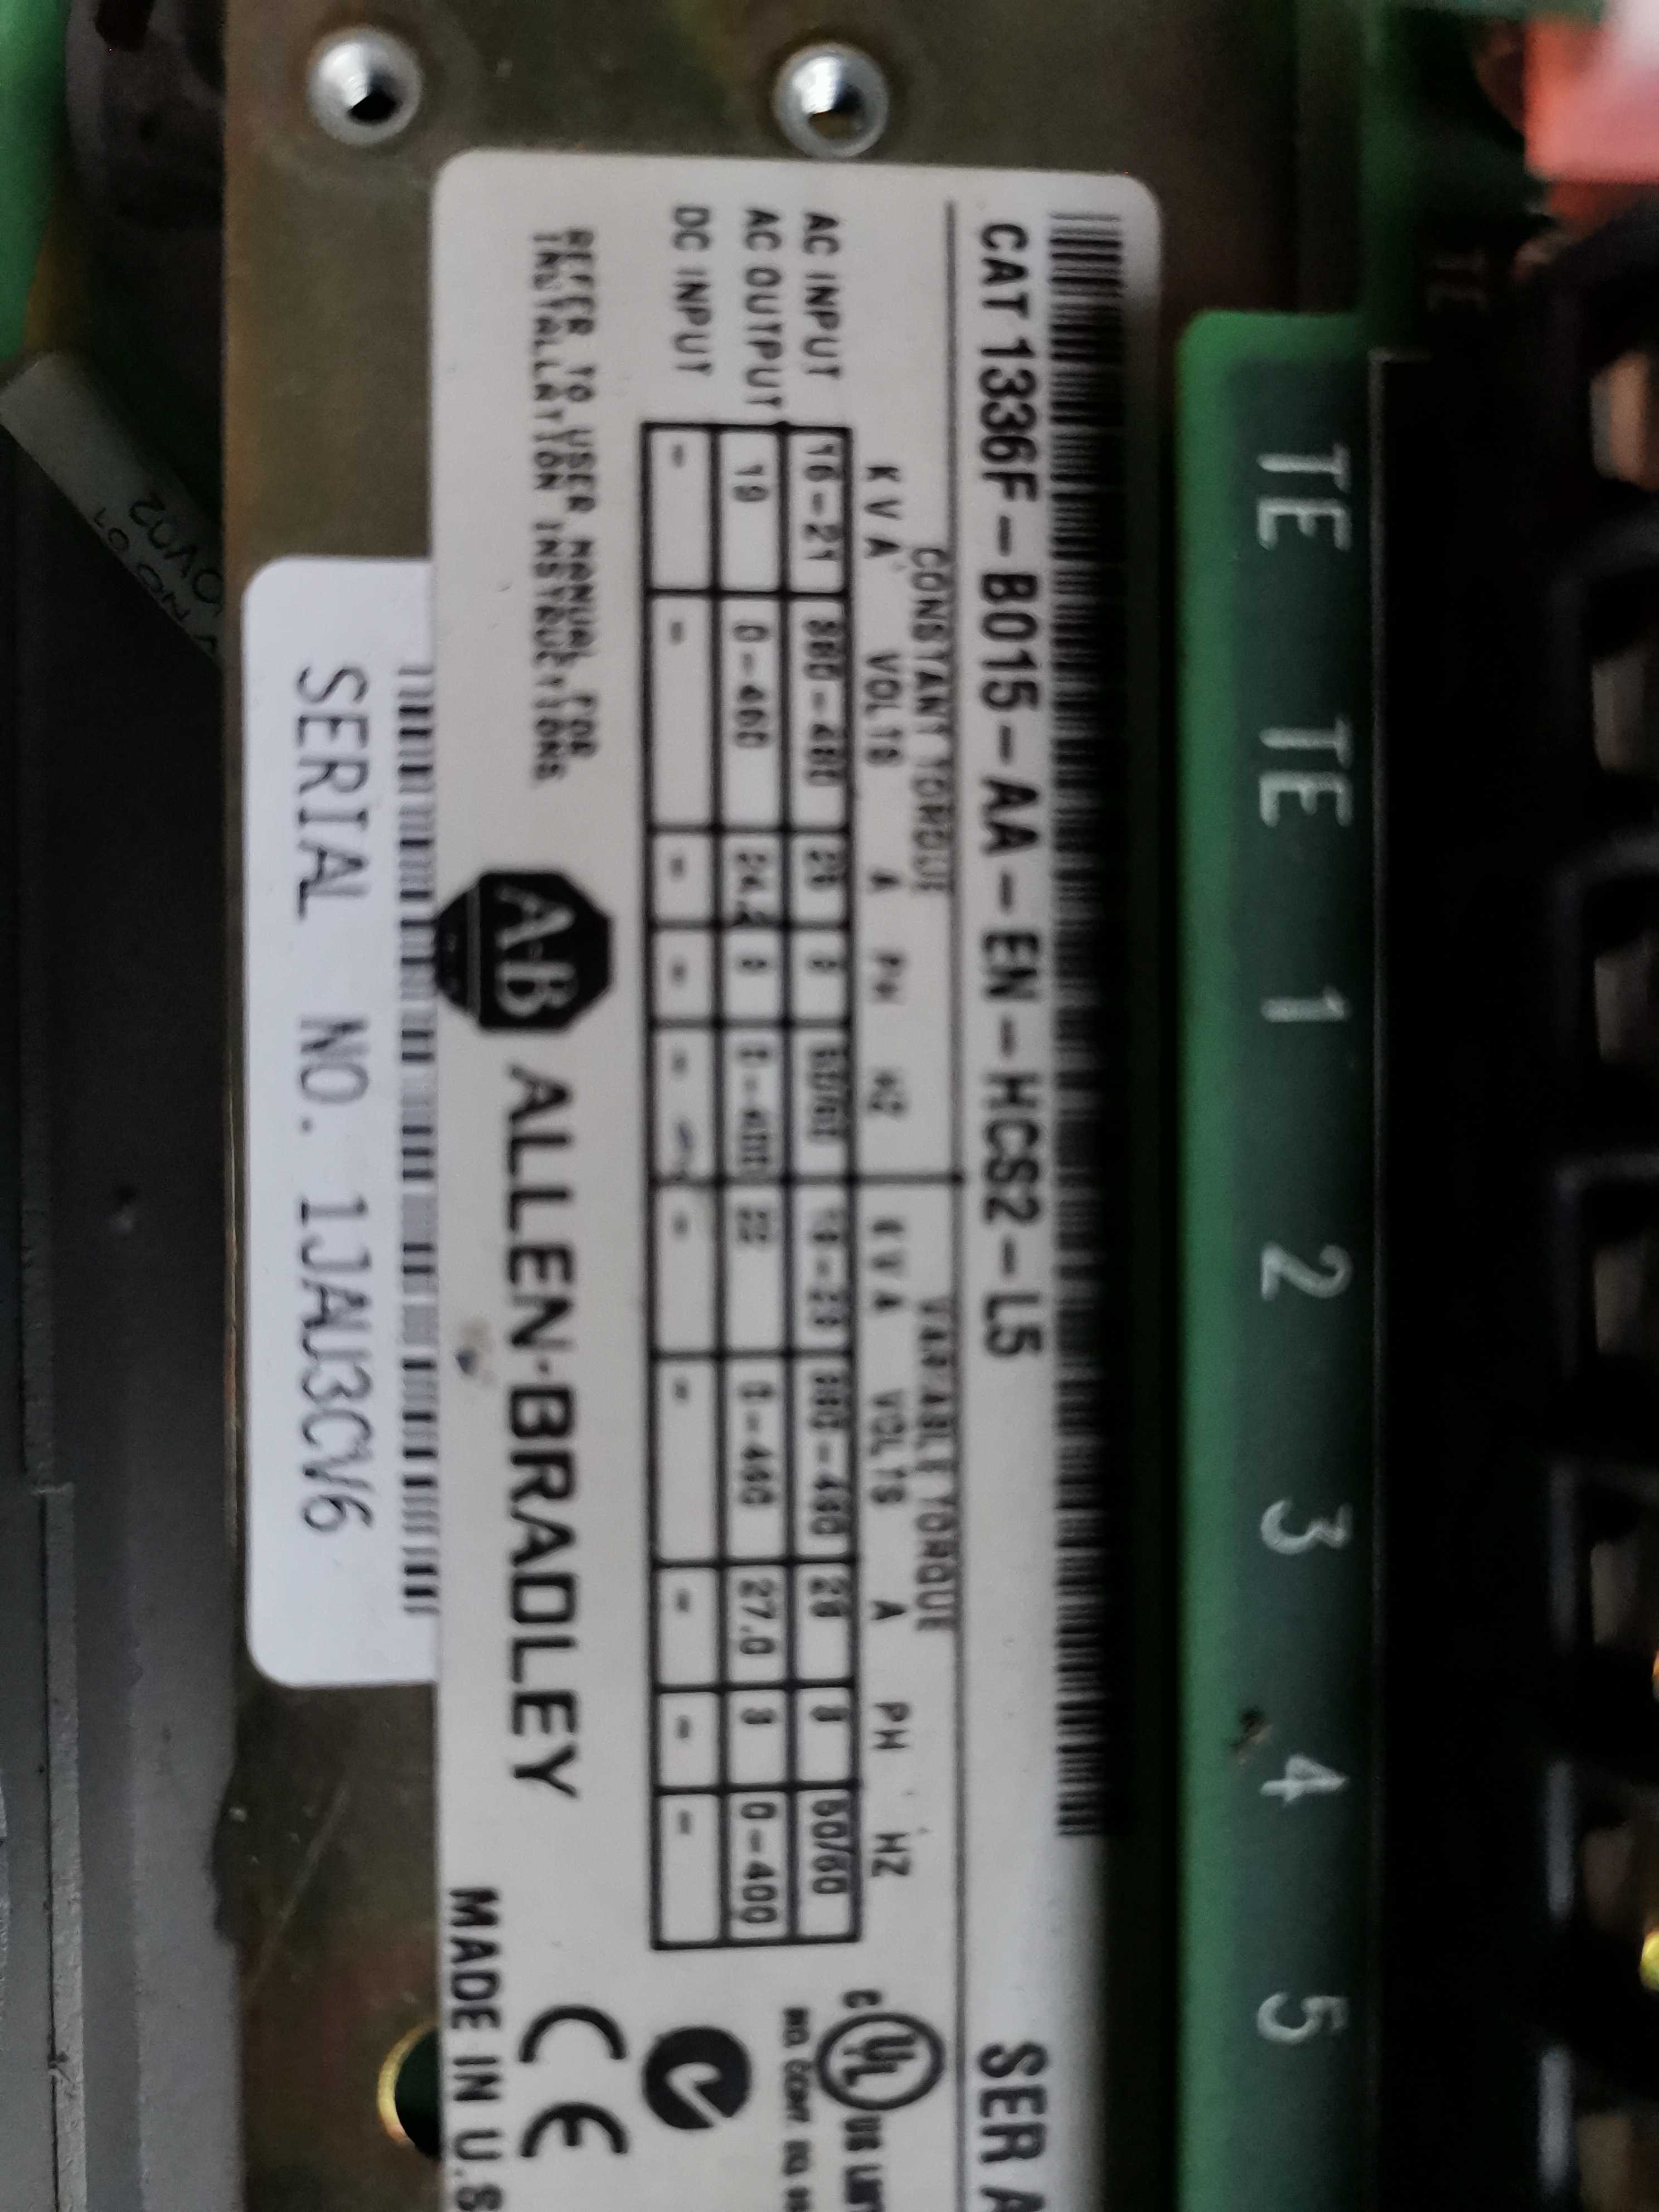 TE TE 1 2 3 4 5
CAT 1336F-B015-AA-EN-HCS2-L5 SER A
CONSTANT TORQUE VARIABLE TORQUE
KVA VOLTS A PH HZ KVA VOLTS A PH HZ
AC INPUT 16-21 380-480 26 3 50/60 380-480 28 3 50/60
AC OUTPUT 19 0-460 24.2 3 0-400 22 0-460 27.0 3 0-400
DC INPUT - - - - - - - - - -
REFER TO USER MANUAL FOR
INSTALLATION INSTRUCTIONS
A-B ALLEN-BRADLEY
C UL US
CE
MADE IN U.S
SERIAL NO. 1JAU3CV6